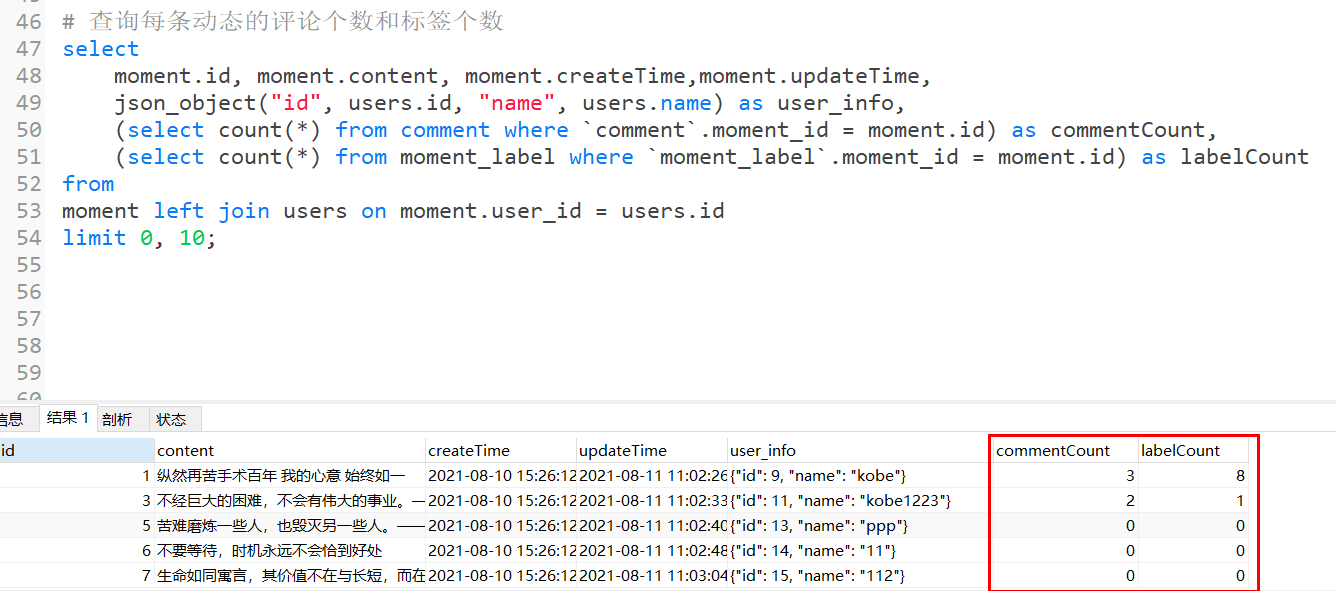 46 # 查询每条动态的评论个数和标签个数
47 select
48 moment.id, moment.content, moment.createTime,moment.updateTime,
49 json_object("id", users.id, "name", users.name) as user_info,
50 (select count(*) from comment where `comment`.moment_id = moment.id) as commentCount,
51 (select count(*) from moment_label where `moment_label`.moment_id = moment.id) as labelCount
52 from
53 moment left join users on moment.user_id = users.id
54 limit 0, 10;
55
56
57
58
59
60
信息 结果 1 剖析 状态
id content createTime updateTime user_info commentCount labelCount
1 纵然再苦手术百年 我的心意 始终如一 2021-08-10 15:26:12 2021-08-11 11:02:26 {"id": 9, "name": "kobe"} 3 8
3 不经巨大的困难，不会有伟大的事业。— 2021-08-10 15:26:12 2021-08-11 11:02:33 {"id": 11, "name": "kobe1223"} 2 1
5 苦难磨炼一些人，也毁灭另一些人。—— 2021-08-10 15:26:12 2021-08-11 11:02:40 {"id": 13, "name": "ppp"} 0 0
6 不要等待，时机永远不会恰到好处 2021-08-10 15:26:12 2021-08-11 11:02:48 {"id": 14, "name": "11"} 0 0
7 生命如同寓言，其价值不在与长短，而在 2021-08-10 15:26:12 2021-08-11 11:03:04 {"id": 15, "name": "112"} 0 0